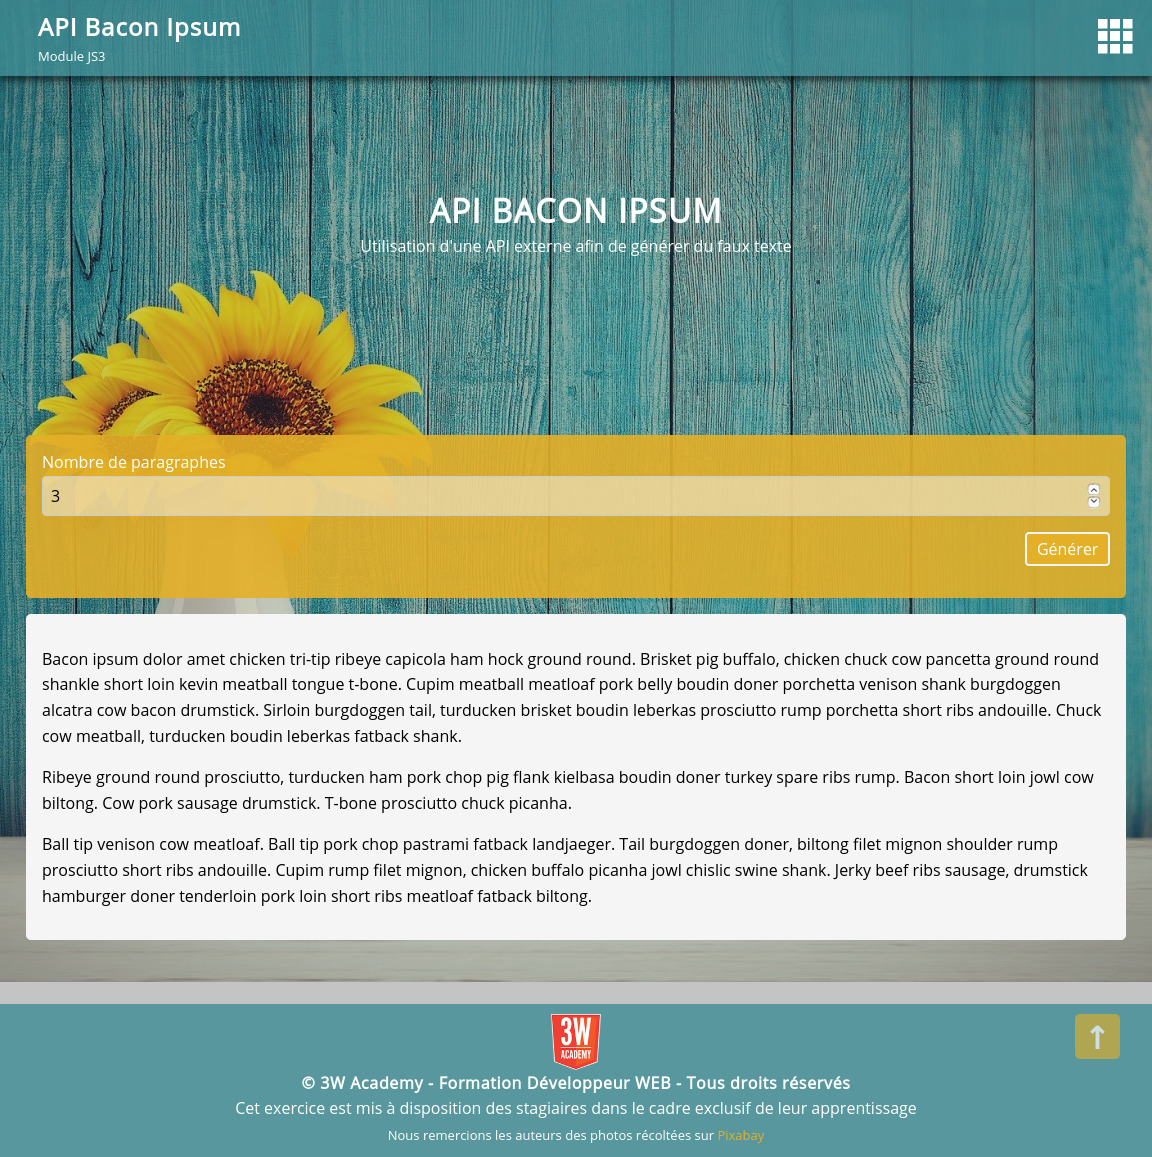 API Bacon Ipsum
Module JS3
API BACON IPSUM
Utilisation d'une API externe afin de générer du faux texte
Nombre de paragraphes
3
Générer
Bacon ipsum dolor amet chicken tri-tip ribeye capicola ham hock ground round. Brisket pig buffalo, chicken chuck cow pancetta ground round
shankle short loin kevin meatball tongue t-bone. Cupim meatball meatloaf pork belly boudin doner porchetta venison shank burgdoggen
alcatra cow bacon drumstick. Sirloin burgdoggen tail, turducken brisket boudin leberkas prosciutto rump porchetta short ribs andouille. Chuck
cow meatball, turducken boudin leberkas fatback shank.
Ribeye ground round prosciutto, turducken ham pork chop pig flank kielbasa boudin doner turkey spare ribs rump. Bacon short loin jowl cow
biltong. Cow pork sausage drumstick. T-bone prosciutto chuck picanha.
Ball tip venison cow meatloaf. Ball tip pork chop pastrami fatback landjaeger. Tail burgdoggen doner, biltong filet mignon shoulder rump
prosciutto short ribs andouille. Cupim rump filet mignon, chicken buffalo picanha jowl chislic swine shank. Jerky beef ribs sausage, drumstick
hamburger doner tenderloin pork loin short ribs meatloaf fatback biltong.
3W
ACADEMY
© 3W Academy - Formation Développeur WEB - Tous droits réservés
Cet exercice est mis à disposition des stagiaires dans le cadre exclusif de leur apprentissage
Nous remercions les auteurs des photos récoltées sur Pixabay